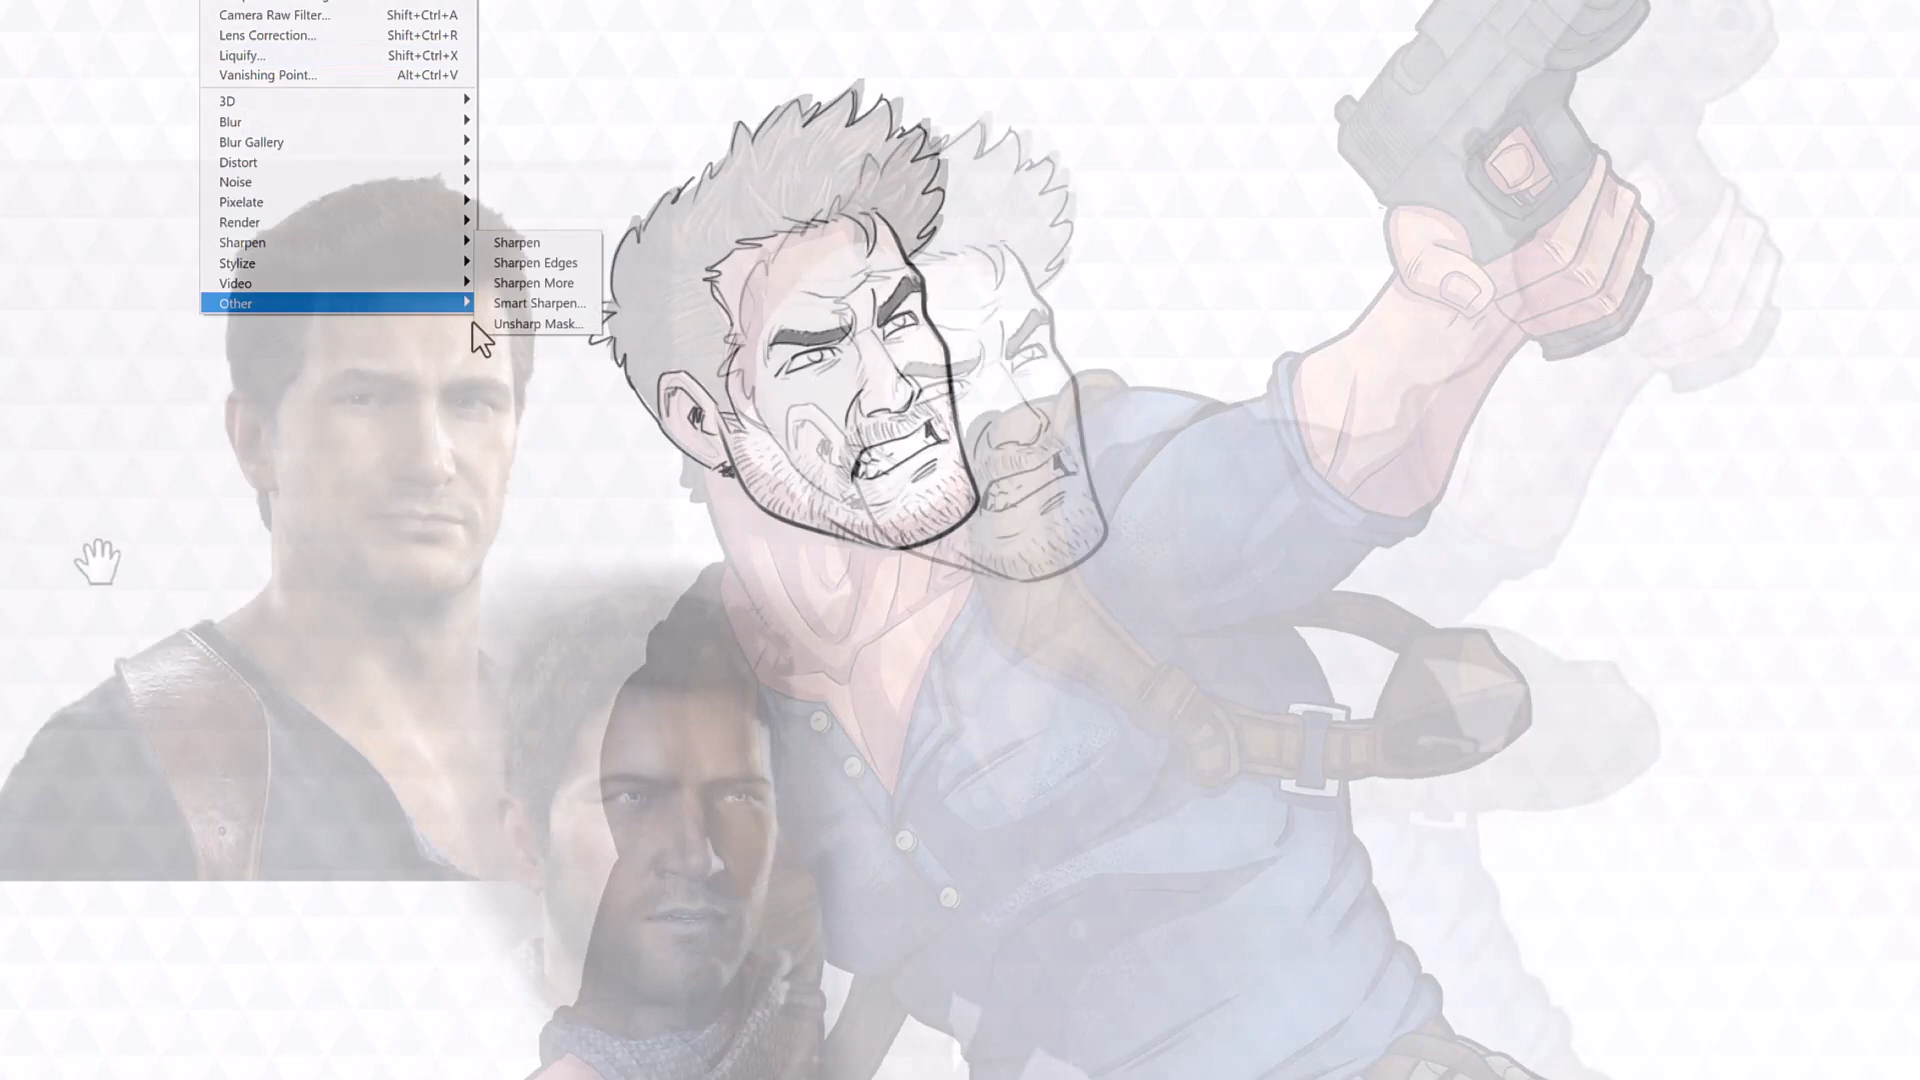 Camera Raw Filter... Shift+Ctrl+A
Lens Correction... Shift+Ctrl+R
Liquify... Shift+Ctrl+X
Vanishing Point... Alt+Ctrl+V
3D
Blur
Blur Gallery
Distort
Noise
Pixelate
Render
Sharpen
Stylize
Video
Other
Sharpen
Sharpen Edges
Sharpen More
Smart Sharpen...
Unsharp Mask...